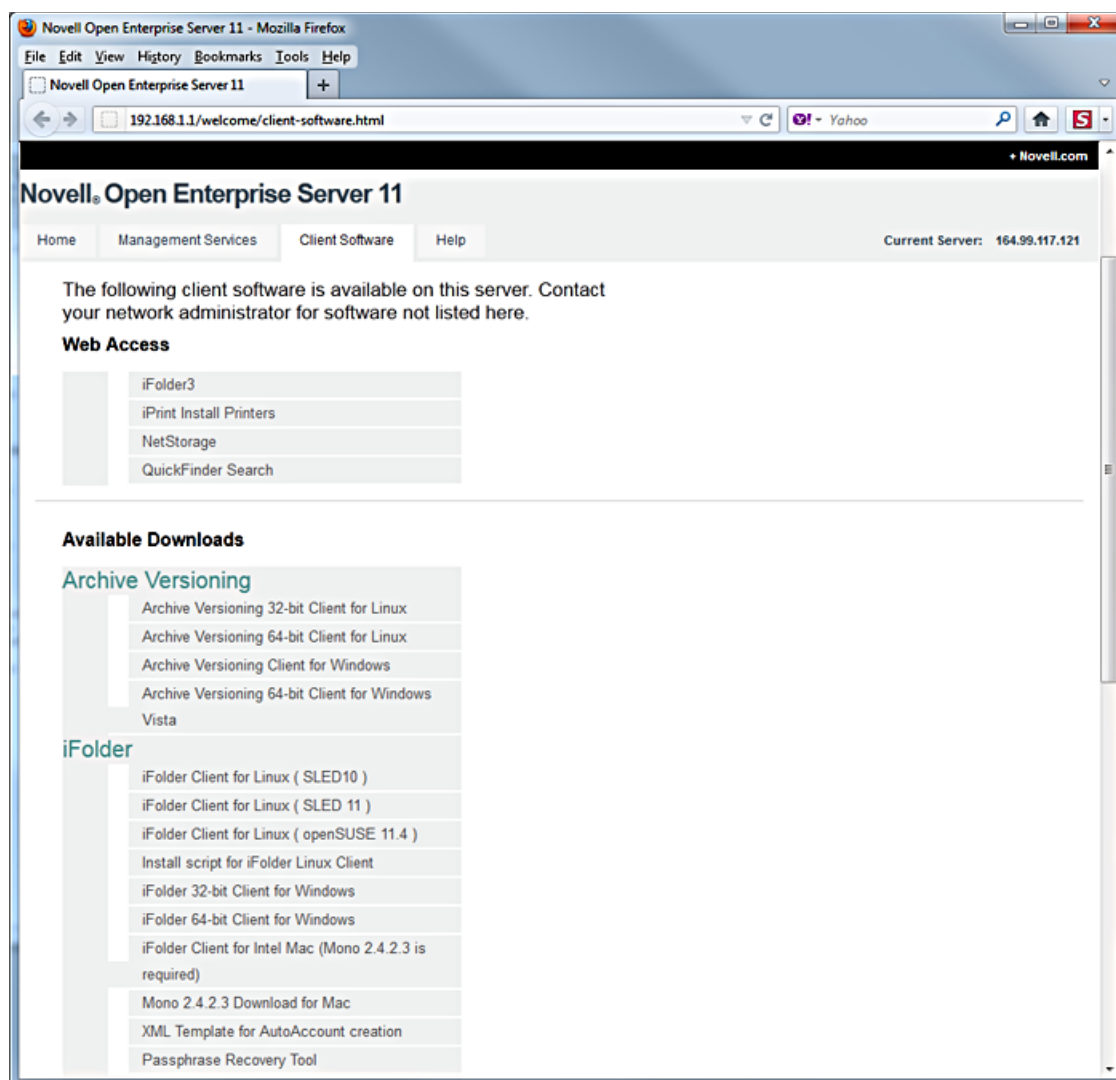 Novell Open Enterprise Server 11 - Mozilla Firefox
File Edit View History Bookmarks Tools Help
Novell Open Enterprise Server 11 +
192.168.1.1/welcome/client-software.html Yahoo
+ Novell.com
Novell® Open Enterprise Server 11
Home Management Services Client Software Help Current Server: 164.99.117.121
The following client software is available on this server. Contact
your network administrator for software not listed here.
Web Access
iFolder3
iPrint Install Printers
NetStorage
QuickFinder Search
Available Downloads
Archive Versioning
Archive Versioning 32-bit Client for Linux
Archive Versioning 64-bit Client for Linux
Archive Versioning Client for Windows
Archive Versioning 64-bit Client for Windows
Vista
iFolder
iFolder Client for Linux ( SLED10 )
iFolder Client for Linux ( SLED 11 )
iFolder Client for Linux ( openSUSE 11.4 )
Install script for iFolder Linux Client
iFolder 32-bit Client for Windows
iFolder 64-bit Client for Windows
iFolder Client for Intel Mac (Mono 2.4.2.3 is
required)
Mono 2.4.2.3 Download for Mac
XML Template for AutoAccount creation
Passphrase Recovery Tool